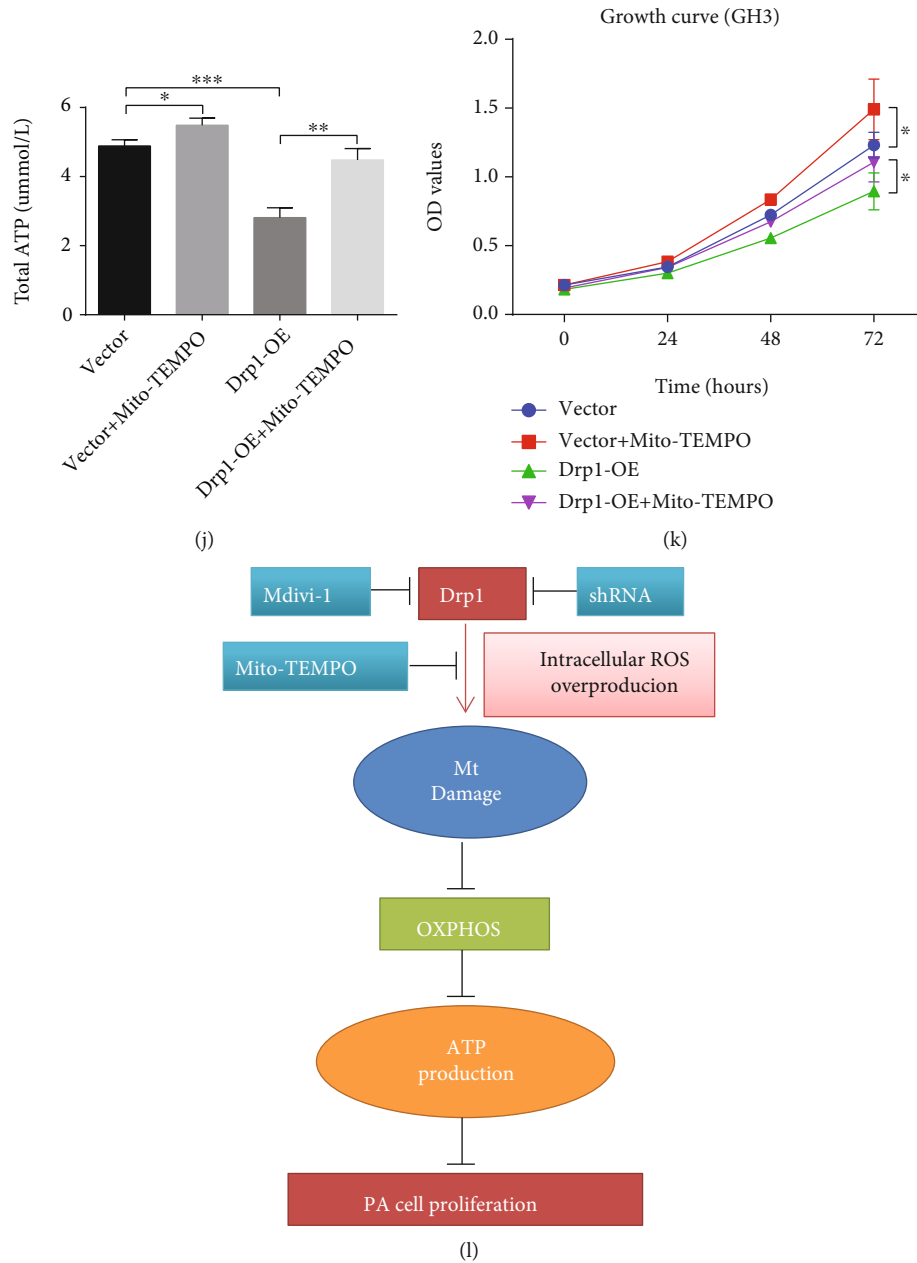 Total ATP (ummol/L)
6
4
2
0
***
*
**
Vector
Vector+Mito-TEMPO
Drp1-OE
Drp1-OE+Mito-TEMPO
(j)
Growth curve (GH3)
OD values
2.0
1.5
1.0
0.5
0.0
*
*
0 24 48 72
Time (hours)
Vector
Vector+Mito-TEMPO
Drp1-OE
Drp1-OE+Mito-TEMPO
(k)
Mdivi-1
Drp1
shRNA
Mito-TEMPO
Intracellular ROS
overproducion
Mt
Damage
OXPHOS
ATP
production
PA cell proliferation
(l)